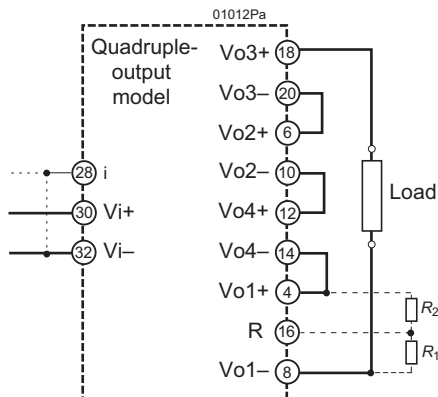 01012Pa
Quadruple-
output
model
Vo3+ 18
Vo3– 20
Vo2+ 6
Vo2– 10
Vo4+ 12
Vo4– 14
Vo1+ 4
R 16
Vo1– 8
28 i
30 Vi+
32 Vi–
Load
R2
R1